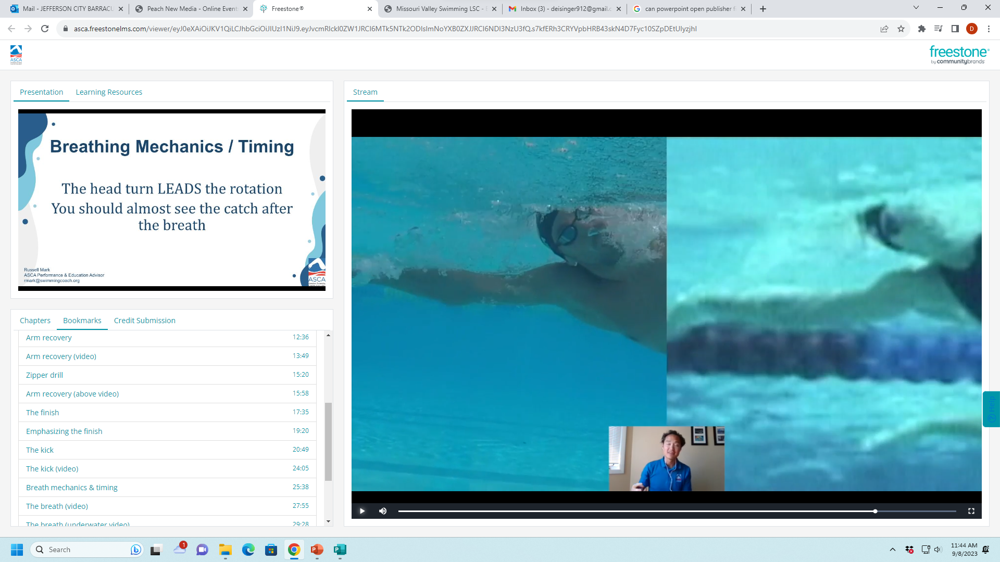 Mail - JEFFERSON CITY BARRACU
Peach New Media - Online Event
Freestone®
Missouri Valley Swimming LSC - 
Inbox (3) - deisinger912@gmail.c
can powerpoint open publisher f
asca.freestonelms.com/viewer/
D
ASCA
freestone®
by communitybrands
Presentation
Learning Resources
Stream
Breathing Mechanics / Timing
The head turn LEADS the rotation
You should almost see the catch after
the breath
Russell Mark
ASCA Performance & Education Advisor
rmark@swimmingcoach.org
ASCA
Chapters
Bookmarks
Credit Submission
Arm recovery 12:36
Arm recovery (video) 13:49
Zipper drill 15:20
Arm recovery (above video) 15:58
The finish 17:35
Emphasizing the finish 19:20
The kick 20:49
The kick (video) 24:05
Breath mechanics & timing 25:38
The breath (video) 27:55
The breath (underwater video) 29:28
Help
Search
1
11:44 AM
9/8/2023